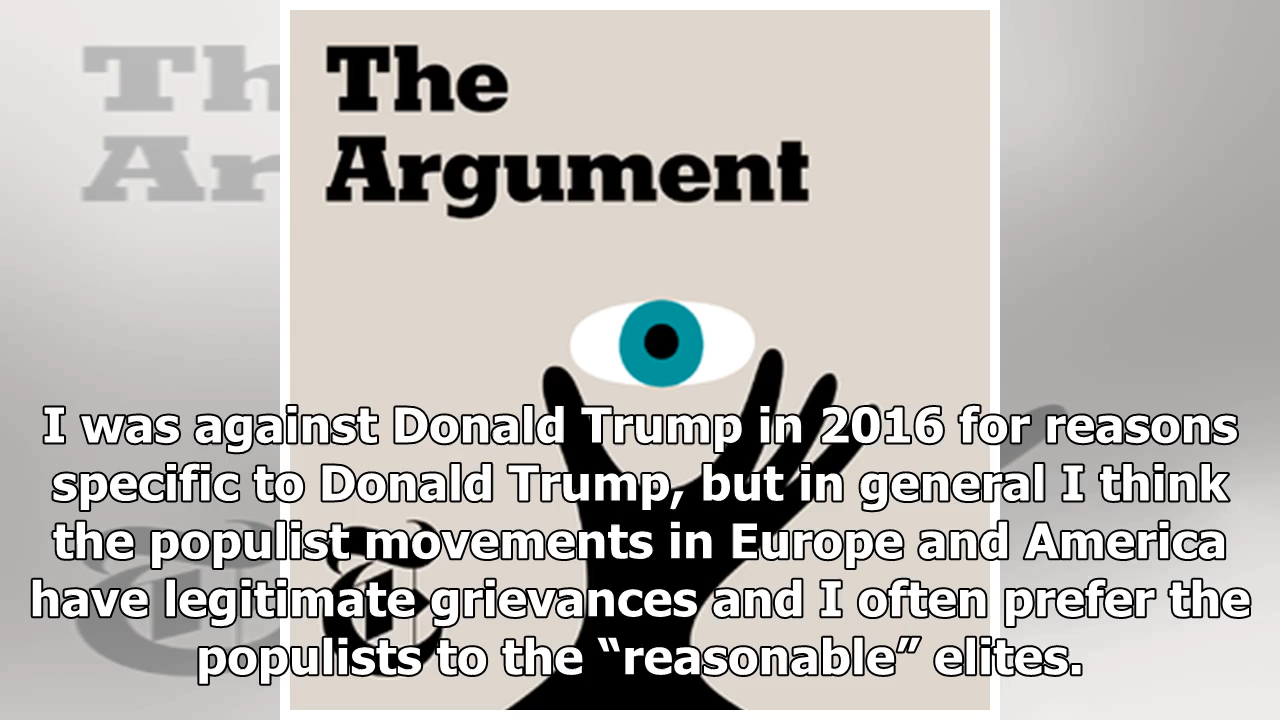 The
Argument
I was against Donald Trump in 2016 for reasons
specific to Donald Trump, but in general I think
the populist movements in Europe and America
have legitimate grievances and I often prefer the
populists to the “reasonable” elites.